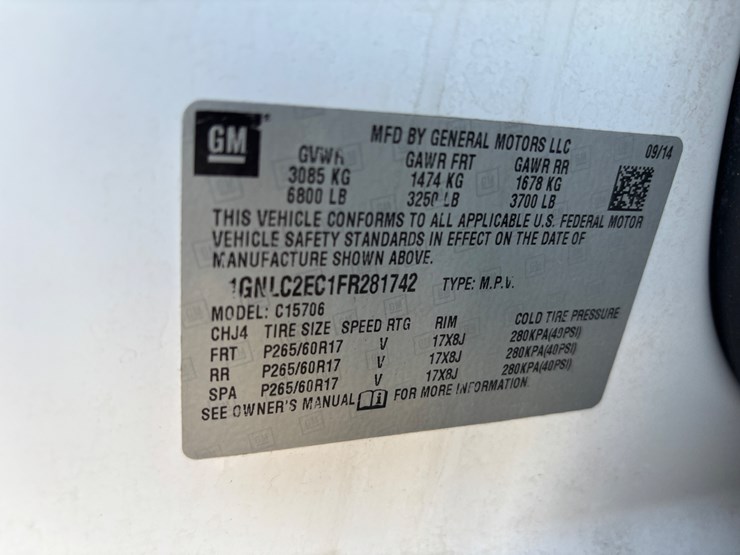 GM
MFD BY GENERAL MOTORS LLC 09/14
GVWR GAWR FRT GAWR RR
3085 KG 1474 KG 1678 KG
6800 LB 3250 LB 3700 LB
THIS VEHICLE CONFORMS TO ALL APPLICABLE U.S. FEDERAL MOTOR
VEHICLE SAFETY STANDARDS IN EFFECT ON THE DATE OF
MANUFACTURE SHOWN ABOVE.
1GNLC2EC1FR281742 TYPE: M.P.V.
MODEL: C15706
CHJ4 TIRE SIZE SPEED RTG RIM COLD TIRE PRESSURE
FRT P265/60R17 V 17X8J 280KPA(40PSI)
RR P265/60R17 V 17X8J 280KPA(40PSI)
SPA P265/60R17 V 17X8J 280KPA(40PSI)
SEE OWNER'S MANUAL FOR MORE INFORMATION.